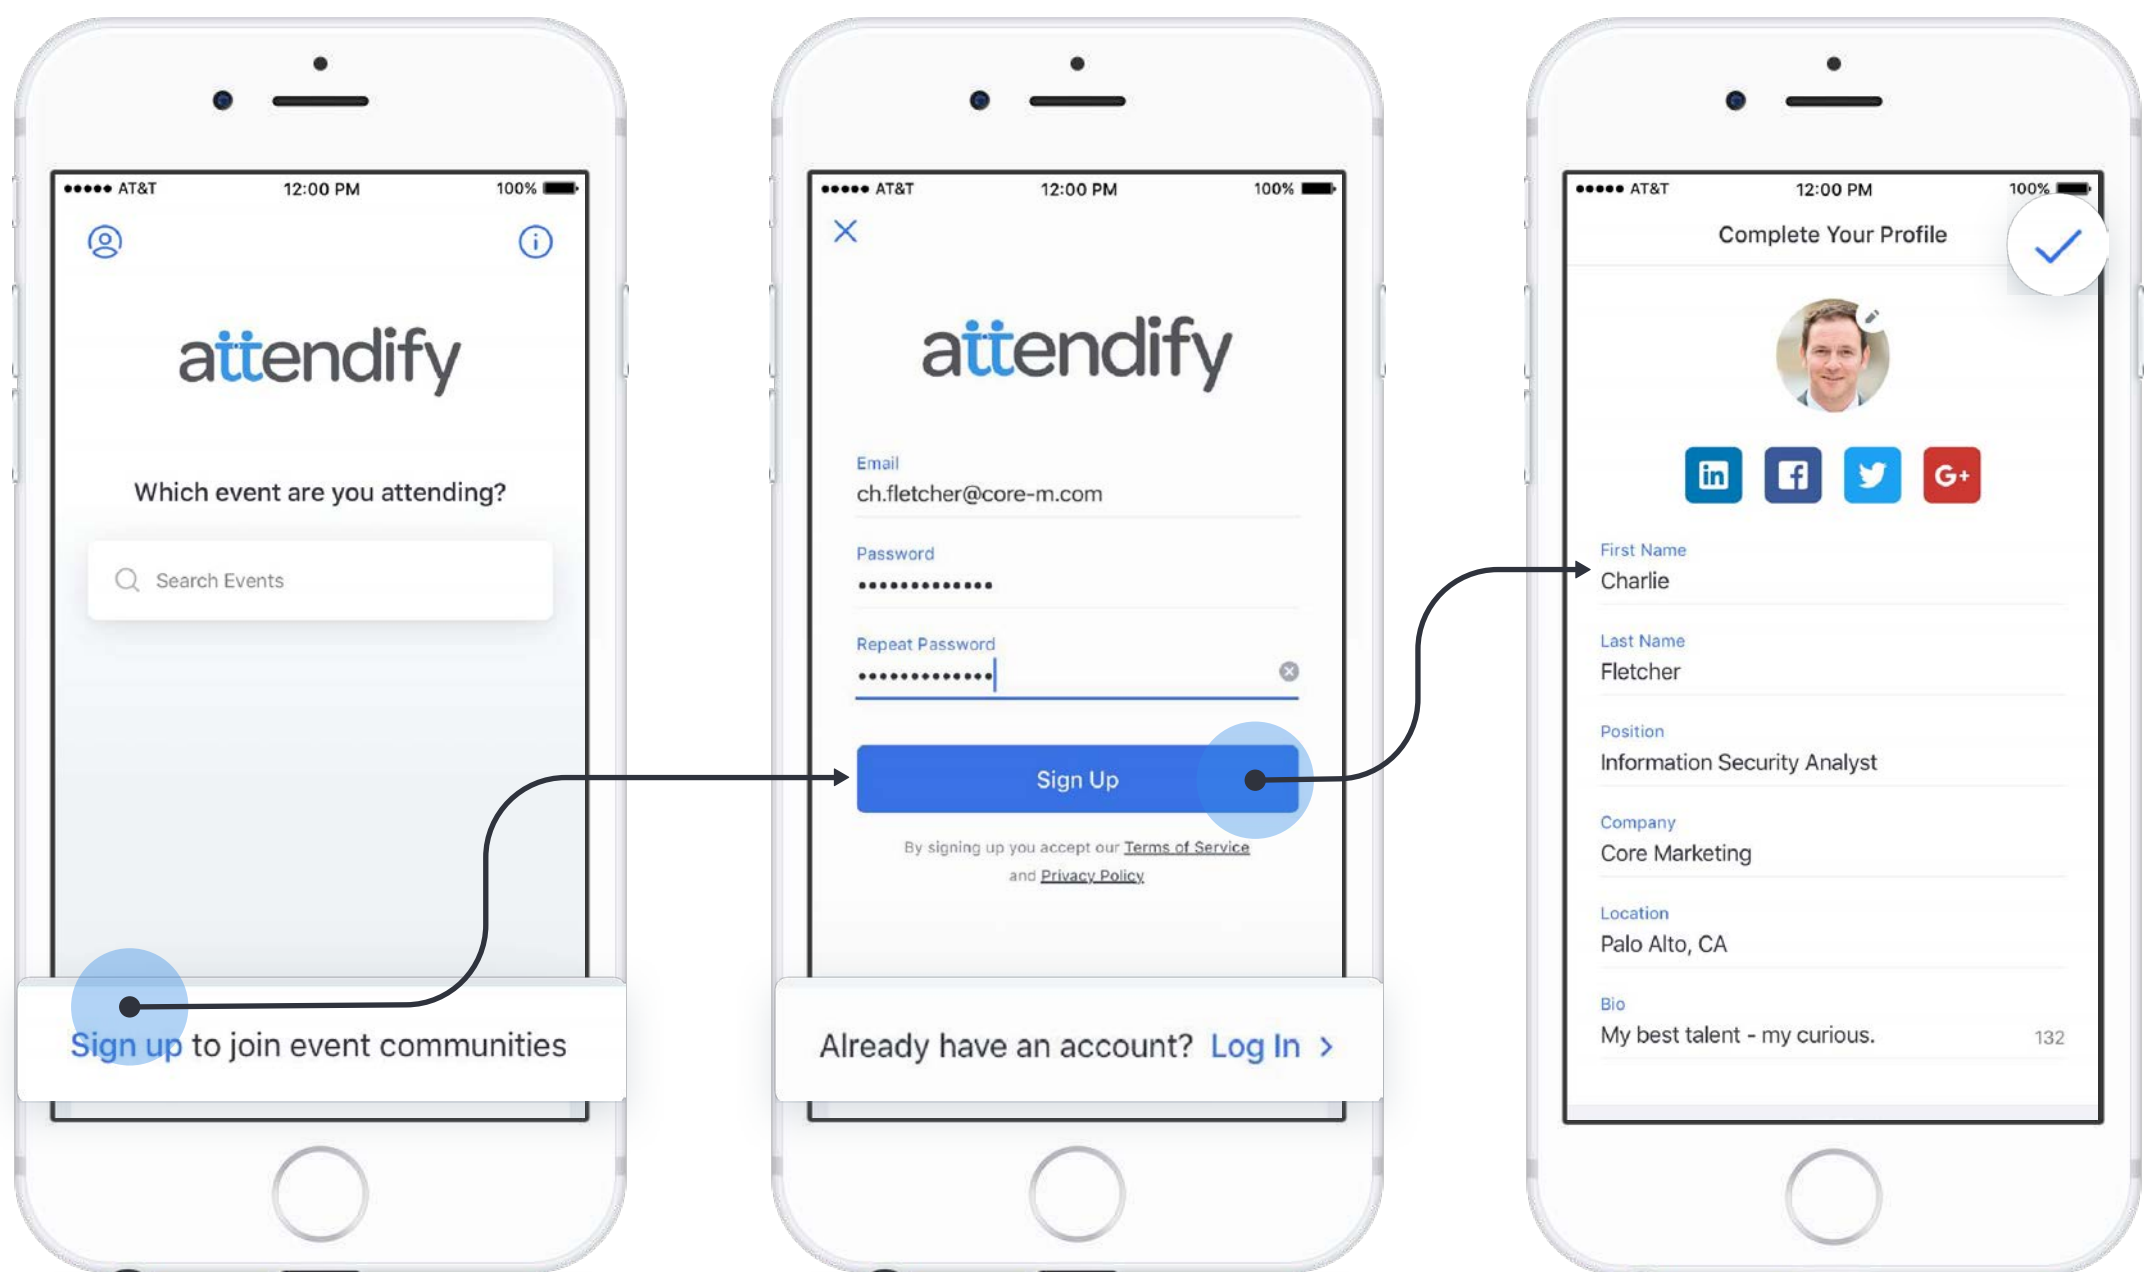 AT&T 12:00 PM 100%
attendify
Which event are you attending?
Search Events
Sign up to join event communities
AT&T 12:00 PM 100%
attendify
Email
ch.fletcher@core-m.com
Password
•••••••••••••
Repeat Password
•••••••••••••
Sign Up
By signing up you accept our Terms of Service
and Privacy Policy
Already have an account? Log In >
AT&T 12:00 PM 100%
Complete Your Profile
in f G+
First Name
Charlie
Last Name
Fletcher
Position
Information Security Analyst
Company
Core Marketing
Location
Palo Alto, CA
Bio
My best talent - my curious. 132